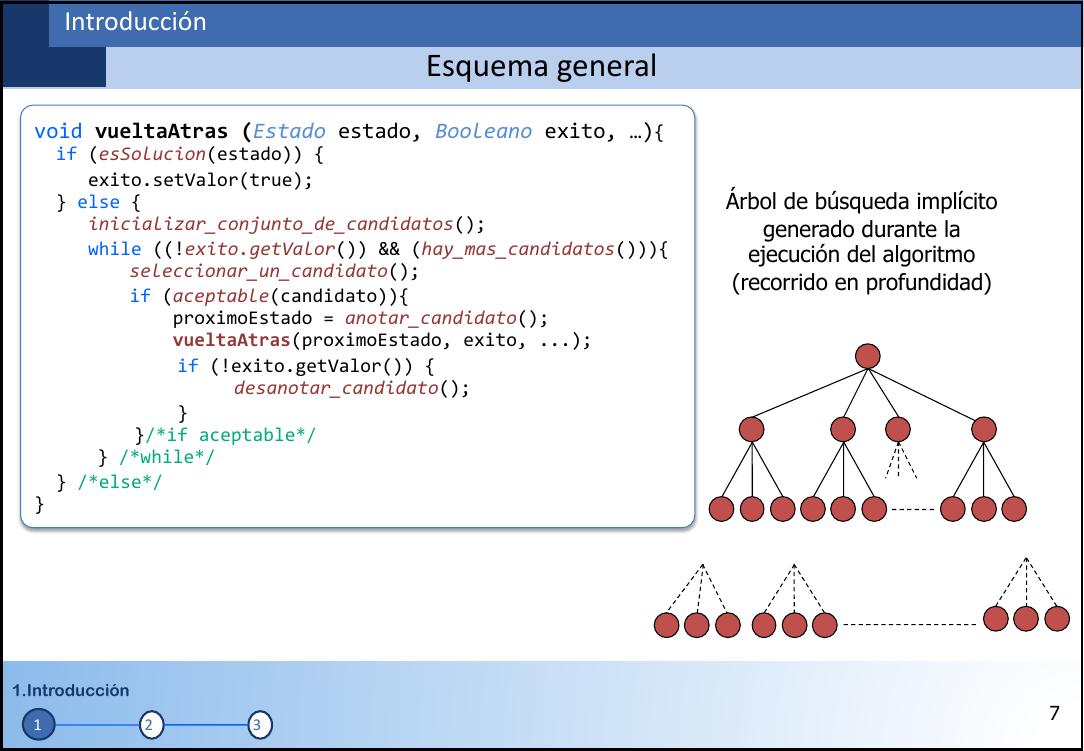 Introducción
Esquema general
void vueltaAtras (Estado estado, Booleano exito, …){
if (esSolucion(estado)) {
exito.setValor(true);
} else {
inicializar_conjunto_de_candidatos();
while ((!exito.getValor()) && (hay_mas_candidatos())){
seleccionar_un_candidato();
if (aceptable(candidato)){
proximoEstado = anotar_candidato();
vueltaAtras(proximoEstado, exito, ...);
if (!exito.getValor()) {
desanotar_candidato();
}
}/*if aceptable*/
} /*while*/
} /*else*/
}
Árbol de búsqueda implícito
generado durante la
ejecución del algoritmo
(recorrido en profundidad)
1.Introducción
1 2 3
7